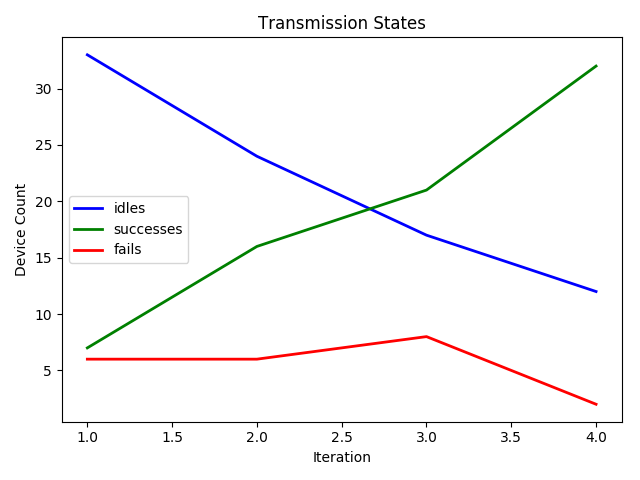 Transmission States
30
25
20
15
10
5
Device Count
idles
successes
fails
1.0 1.5 2.0 2.5 3.0 3.5 4.0
Iteration